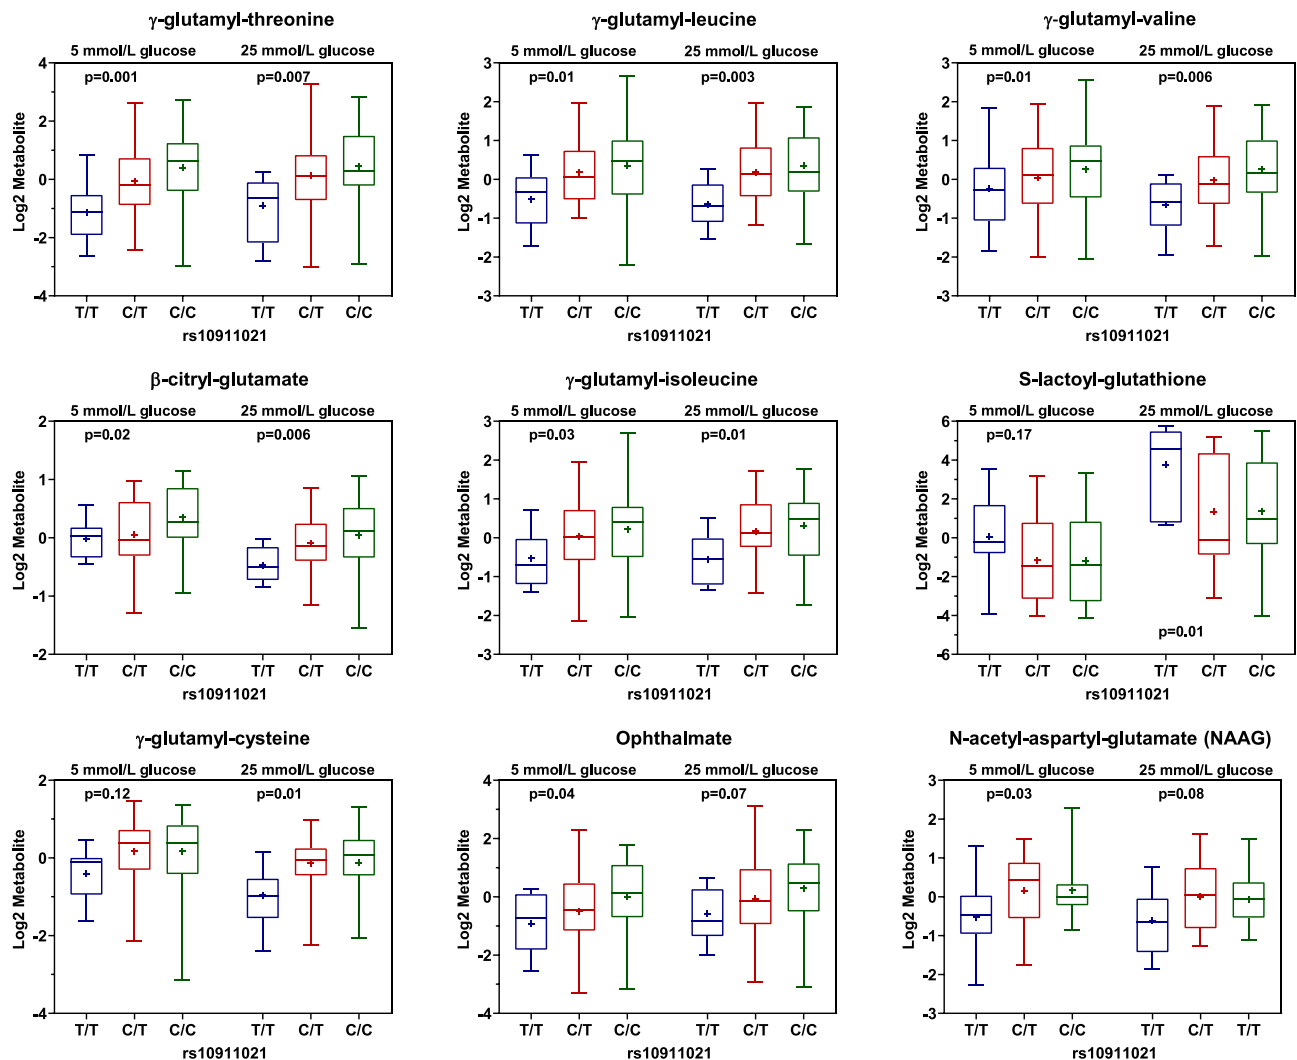 γ-glutamyl-threonine
5 mmol/L glucose 25 mmol/L glucose
p=0.001 p=0.007
Log2 Metabolite
4
2
0
-2
-4
T/T C/T C/C T/T C/T C/C
rs10911021
γ-glutamyl-leucine
5 mmol/L glucose 25 mmol/L glucose
p=0.01 p=0.003
Log2 Metabolite
3
2
1
0
-1
-2
-3
T/T C/T C/C T/T C/T C/C
rs10911021
γ-glutamyl-valine
5 mmol/L glucose 25 mmol/L glucose
p=0.01 p=0.006
Log2 Metabolite
3
2
1
0
-1
-2
-3
T/T C/T C/C T/T C/T C/C
rs10911021
β-citryl-glutamate
5 mmol/L glucose 25 mmol/L glucose
p=0.02 p=0.006
Log2 Metabolite
2
1
0
-1
-2
T/T C/T C/C T/T C/T C/C
rs10911021
γ-glutamyl-isoleucine
5 mmol/L glucose 25 mmol/L glucose
p=0.03 p=0.01
Log2 Metabolite
3
2
1
0
-1
-2
-3
T/T C/T C/C T/T C/T C/C
rs10911021
S-lactoyl-glutathione
5 mmol/L glucose 25 mmol/L glucose
p=0.17
Log2 Metabolite
6
4
2
0
-2
-4
-6
p=0.01
T/T C/T C/C T/T C/T C/C
rs10911021
γ-glutamyl-cysteine
5 mmol/L glucose 25 mmol/L glucose
p=0.12 p=0.01
Log2 Metabolite
2
0
-2
-4
T/T C/T C/C T/T C/T C/C
rs10911021
Ophthalmate
5 mmol/L glucose 25 mmol/L glucose
p=0.04 p=0.07
Log2 Metabolite
4
2
0
-2
-4
T/T C/T C/C T/T C/T C/C
rs10911021
N-acetyl-aspartyl-glutamate (NAAG)
5 mmol/L glucose 25 mmol/L glucose
p=0.03 p=0.08
Log2 Metabolite
3
2
1
0
-1
-2
-3
T/T C/T C/C T/T C/T T/T
rs10911021